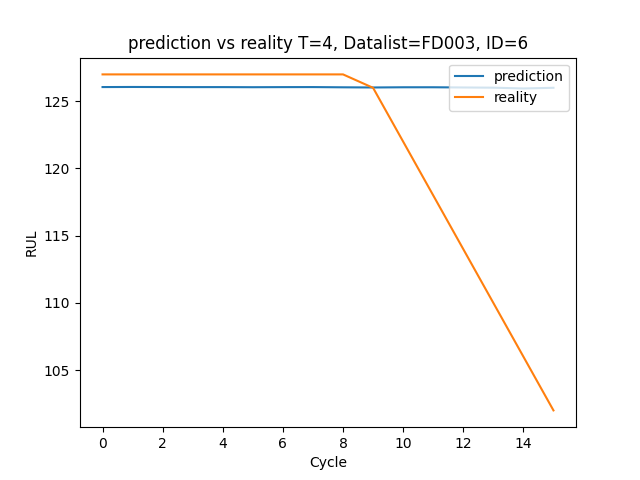 prediction vs reality T=4, Datalist=FD003, ID=6
prediction
reality
125
120
115
110
105
RUL
0 2 4 6 8 10 12 14
Cycle